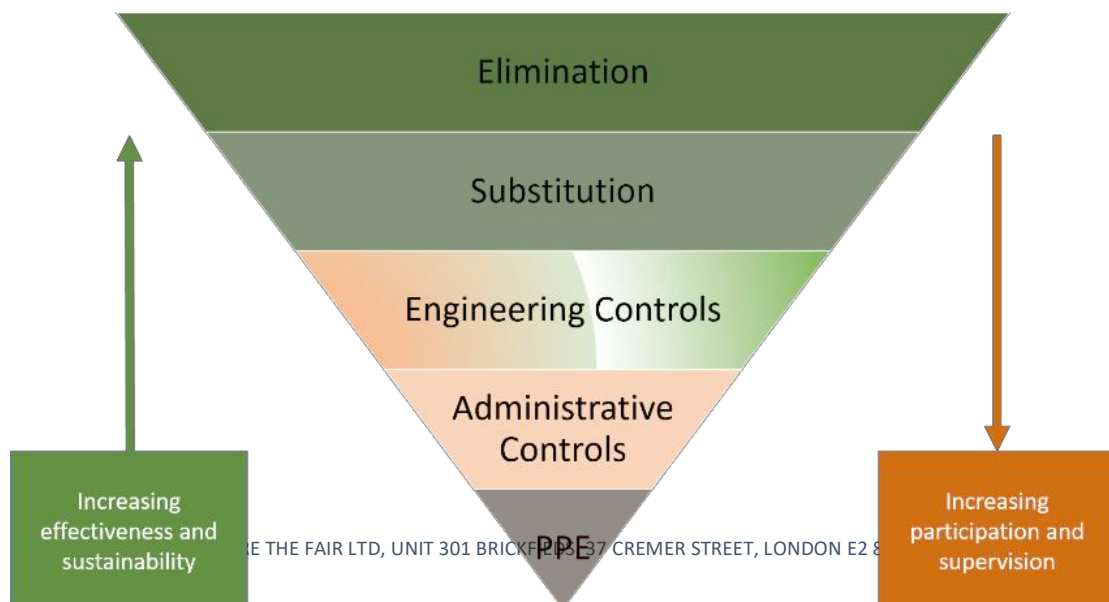 Elimination
Substitution
Engineering Controls
Administrative
Controls
Increasing
effectiveness and
sustainability
PPE
THE FAIR LTD, UNIT 301 37 CREMER STREET, LONDON E2
Increasing
participation and
supervision